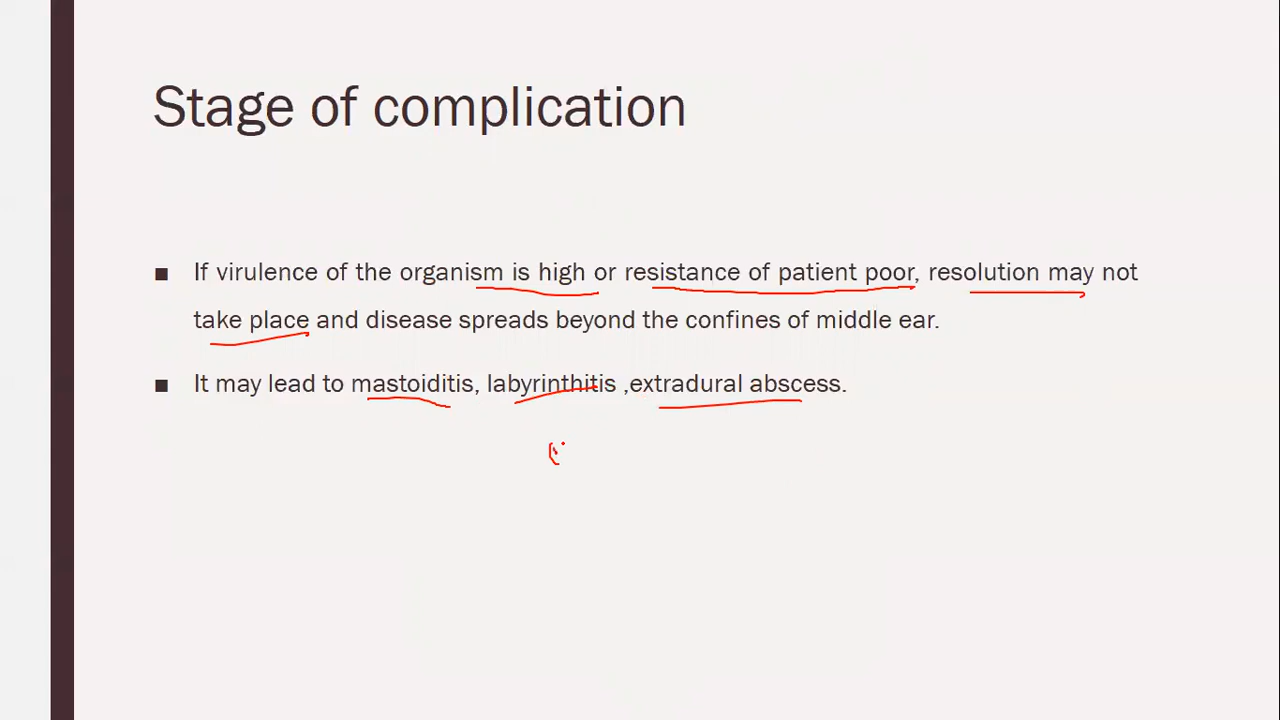 Stage of complication
■ If virulence of the organism is high or resistance of patient poor, resolution may not
take place and disease spreads beyond the confines of middle ear.
■ It may lead to mastoiditis, labyrinthitis ,extradural abscess.